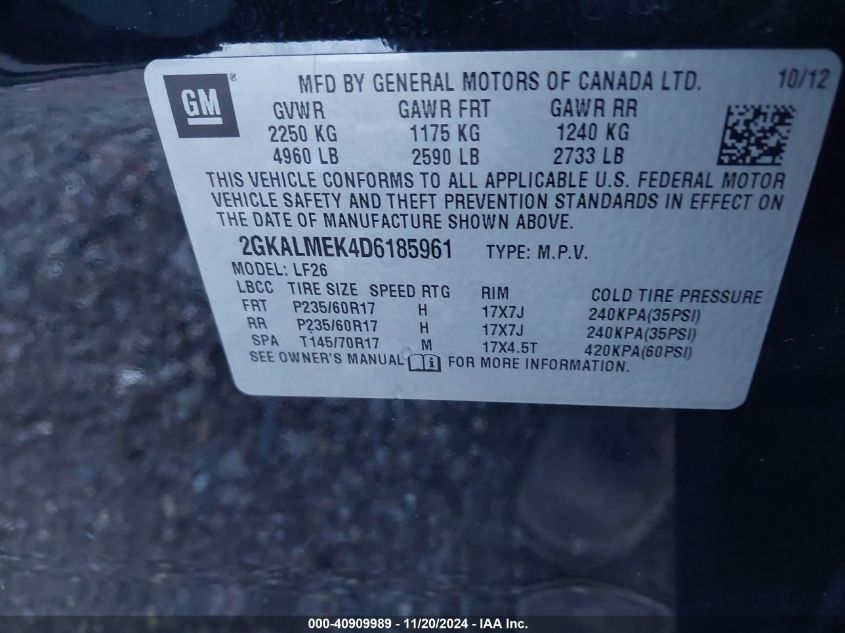 GM ®
MFD BY GENERAL MOTORS OF CANADA LTD. 10/12
GVWR GAWR FRT GAWR RR
2250 KG 1175 KG 1240 KG
4960 LB 2590 LB 2733 LB
THIS VEHICLE CONFORMS TO ALL APPLICABLE U.S. FEDERAL MOTOR
VEHICLE SAFETY AND THEFT PREVENTION STANDARDS IN EFFECT ON
THE DATE OF MANUFACTURE SHOWN ABOVE.
2GKALMEK4D6185961 TYPE: M.P.V.
MODEL: LF26
LBCC TIRE SIZE SPEED RTG RIM COLD TIRE PRESSURE
FRT P235/60R17 H 17X7J 240KPA(35PSI)
RR P235/60R17 H 17X7J 240KPA(35PSI)
SPA T145/70R17 M 17X4.5T 420KPA(60PSI)
SEE OWNER'S MANUAL FOR MORE INFORMATION.
000-40909989 - 11/20/2024 - IAA Inc.